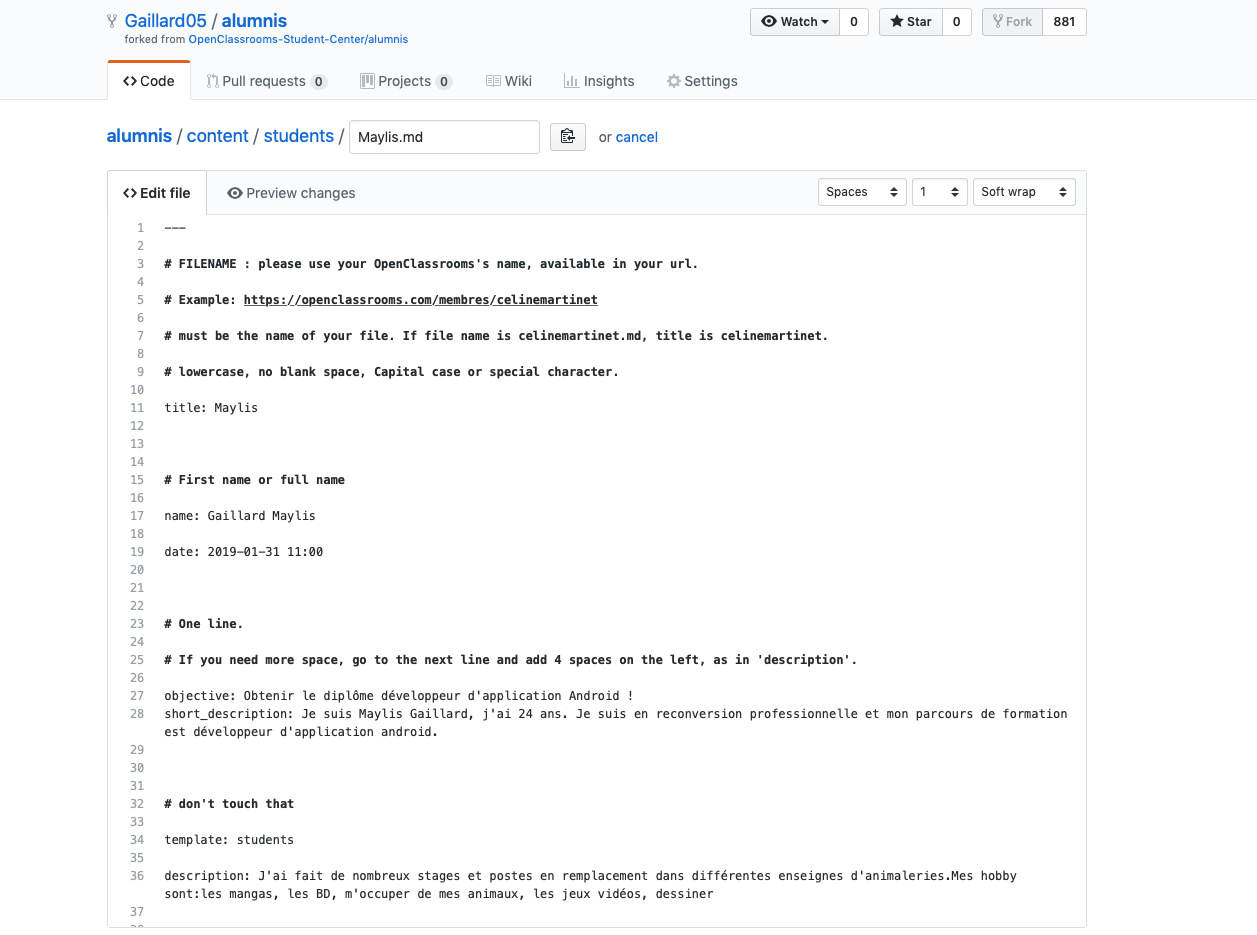 Gaillard05 / alumnis
Watch 0 Star 0 Fork 881
forked from OpenClassrooms-Student-Center/alumnis
Code Pull requests 0 Projects 0 Wiki Insights Settings
alumnis / content / students / Maylis.md or cancel
Edit file Preview changes Spaces 1 Soft wrap
1 ---
2
3 # FILENAME : please use your OpenClassrooms's name, available in your url.
4
5 # Example: https://openclassrooms.com/membres/celinemartinet
6
7 # must be the name of your file. If file name is celinemartinet.md, title is celinemartinet.
8
9 # lowercase, no blank space, Capital case or special character.
10
11 title: Maylis
12
13
14
15 # First name or full name
16
17 name: Gaillard Maylis
18
19 date: 2019-01-31 11:00
20
21
22
23 # One line.
24
25 # If you need more space, go to the next line and add 4 spaces on the left, as in 'description'.
26
27 objective: Obtenir le diplôme développeur d'application Android !
28 short_description: Je suis Maylis Gaillard, j'ai 24 ans. Je suis en reconversion professionnelle et mon parcours de formation
est développeur d'application android.
29
30
31
32 # don't touch that
33
34 template: students
35
36 description: J'ai fait de nombreux stages et postes en remplacement dans différentes enseignes d'animaleries.Mes hobby
sont:les mangas, les BD, m'occuper de mes animaux, les jeux vidéos, dessiner
37